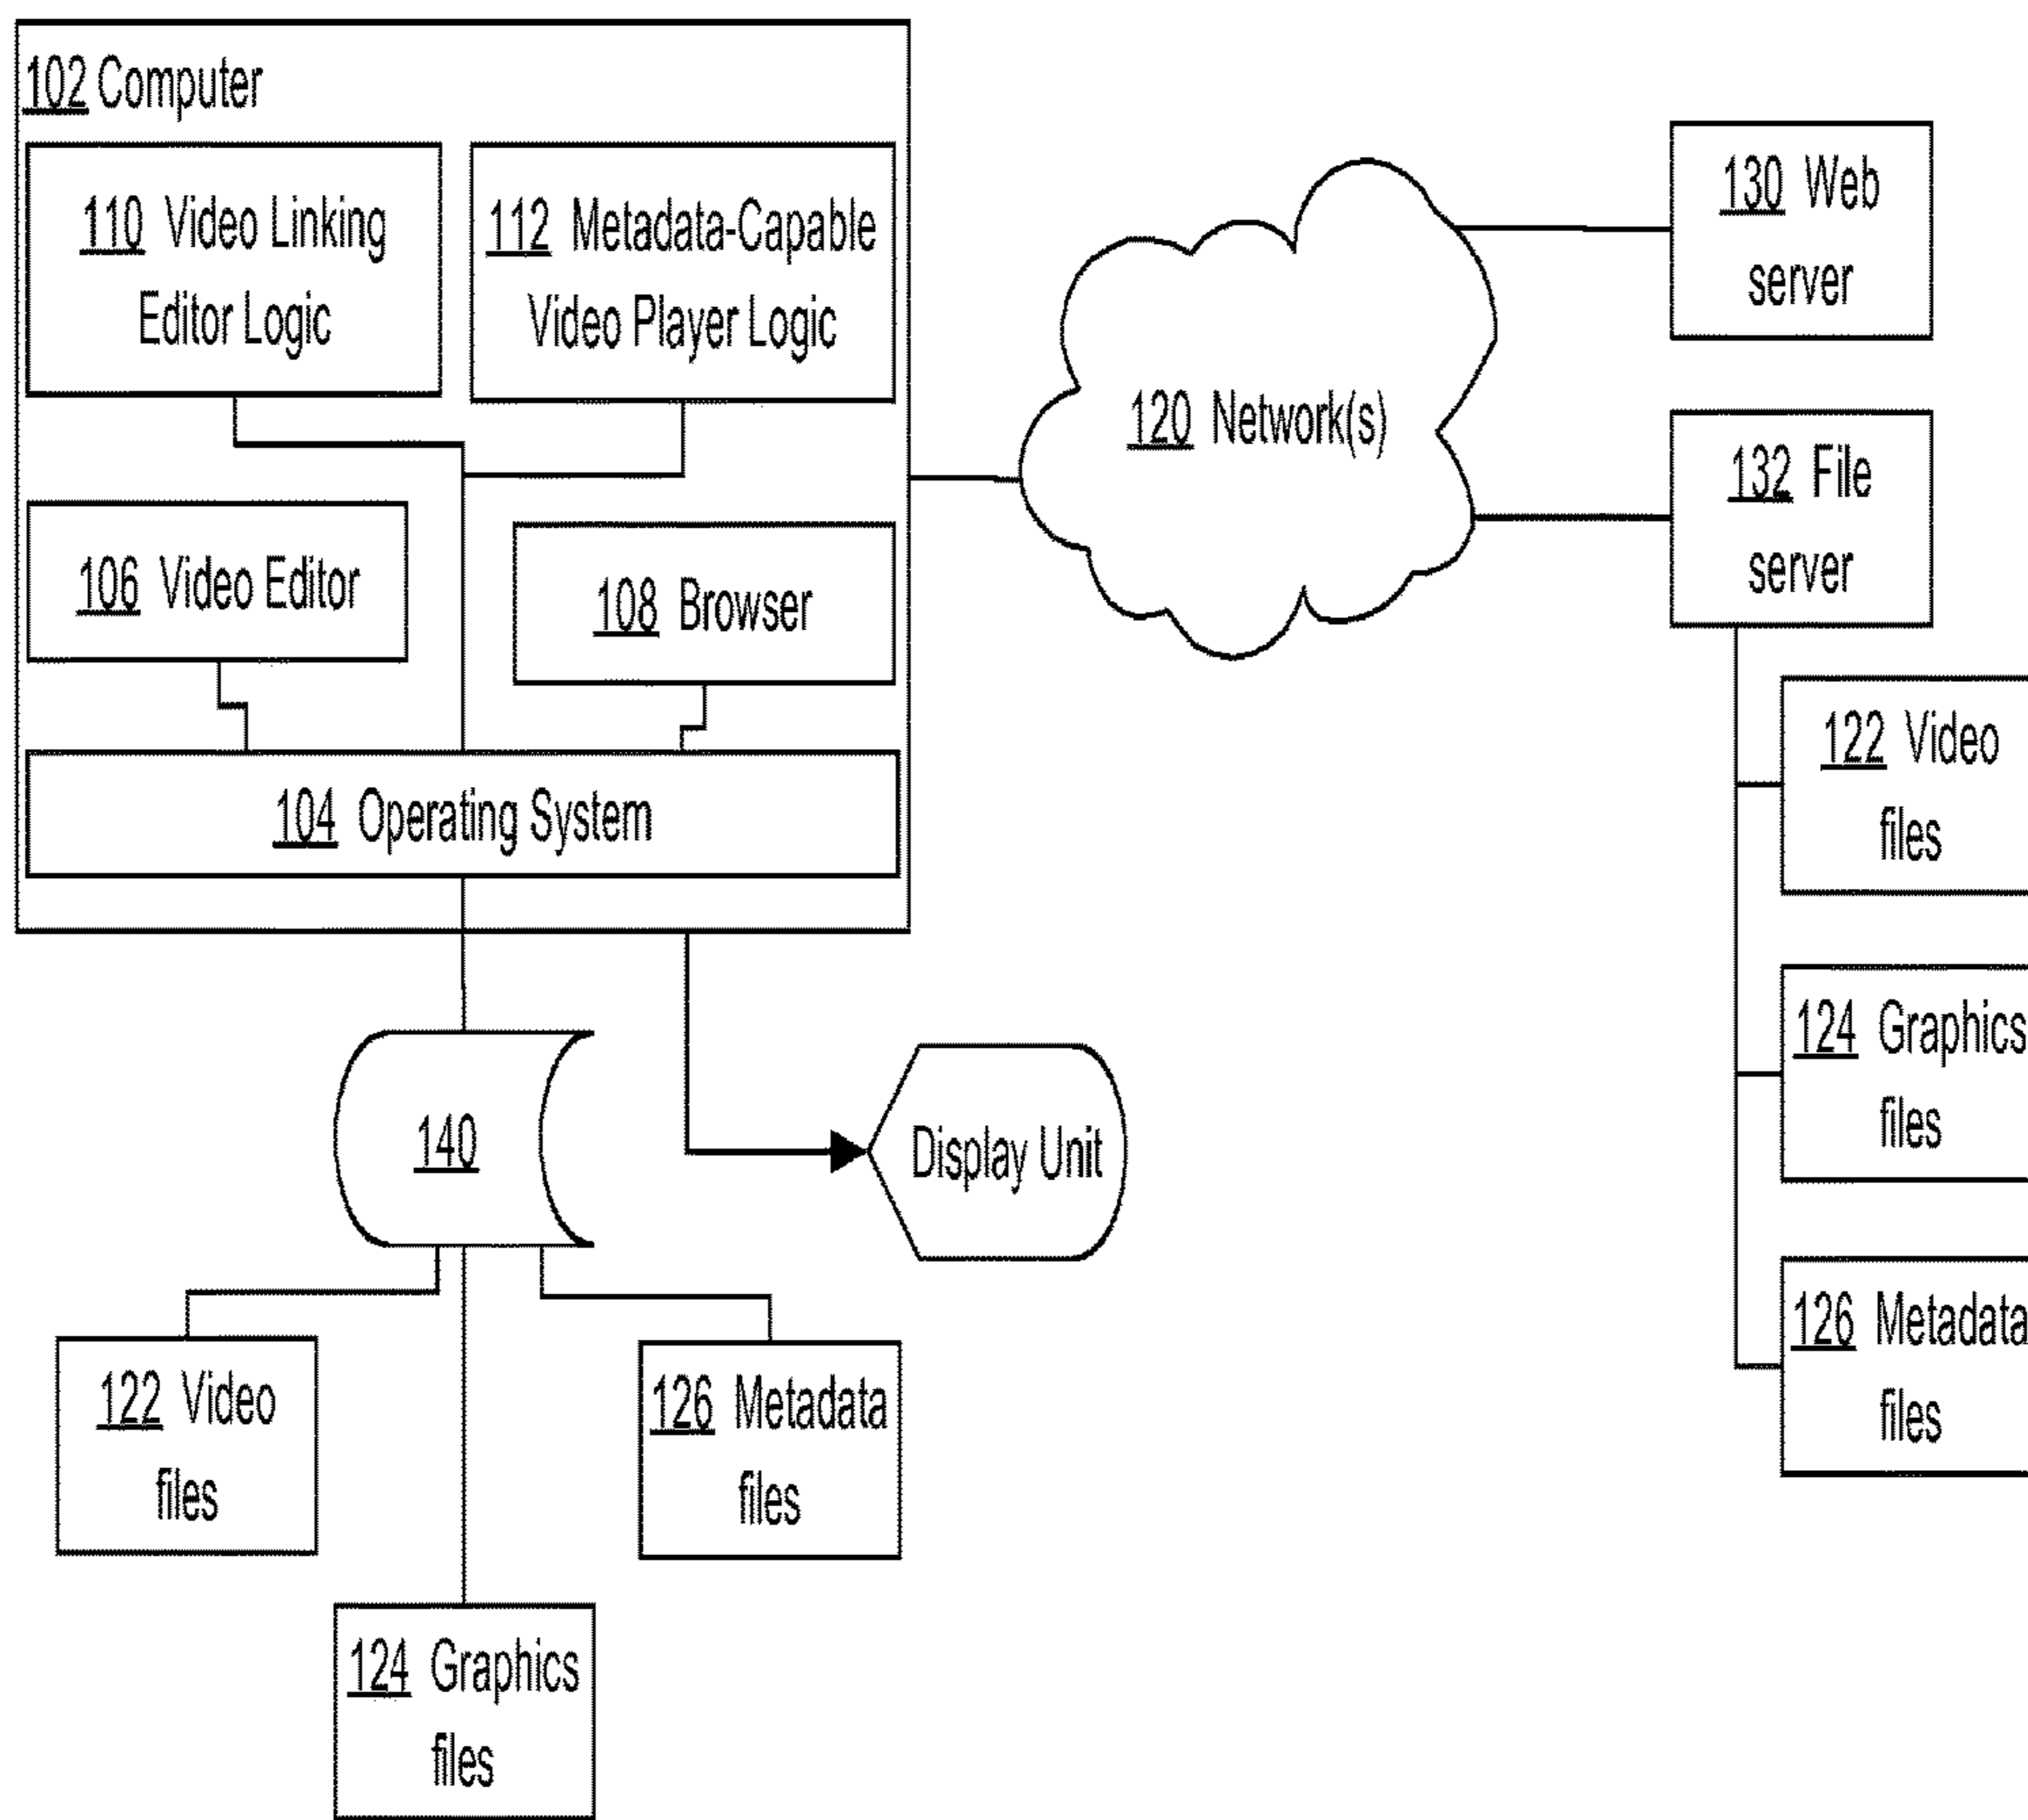 102 Computer
110 Video Linking
Editor Logic
112 Metadata-Capable
Video Player Logic
106 Video Editor
108 Browser
104 Operating System
120 Network(s)
130 Web
server
132 File
server
122 Video
files
124 Graphics
files
126 Metadata
files
140
Display Unit
122 Video
files
126 Metadata
files
124 Graphics
files